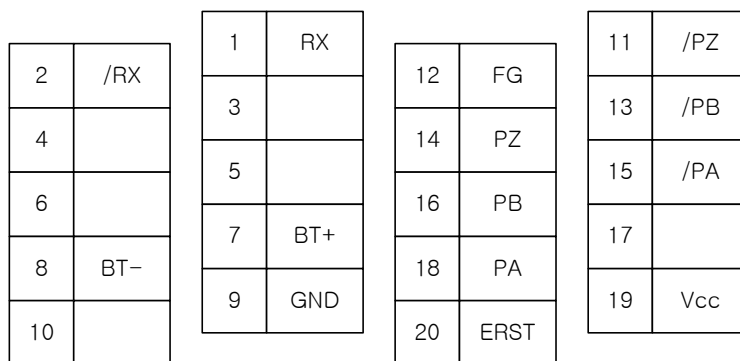 2 /RX
4
6
8 BT-
10
1 RX
3
5
7 BT+
9 GND
12 FG
14 PZ
16 PB
18 PA
20 ERST
11 /PZ
13 /PB
15 /PA
17
19 Vcc